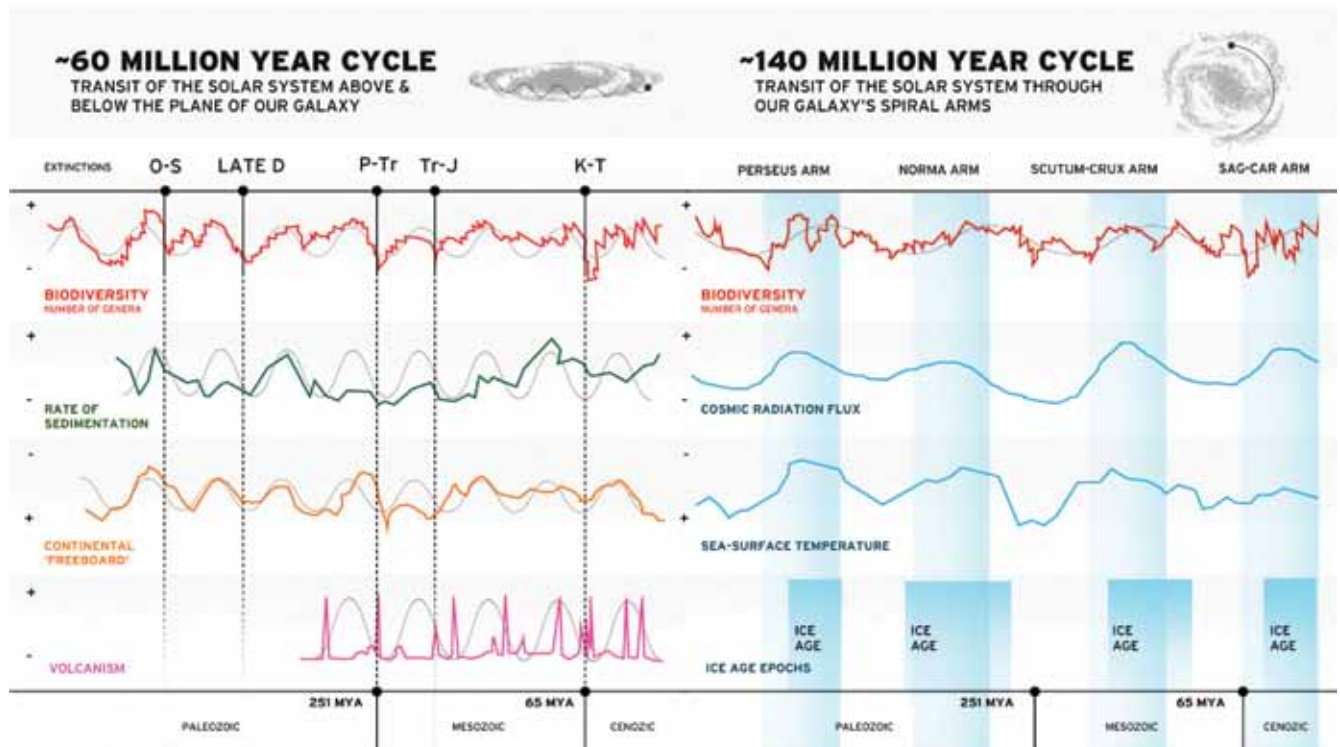 ~60 MILLION YEAR CYCLE
TRANSIT OF THE SOLAR SYSTEM ABOVE &
BELOW THE PLANE OF OUR GALAXY
EXTINCTIONS
O-S
LATE D
P-Tr
Tr-J
K-T
+
-
BIODIVERSITY
NUMBER OF GENERA
+
-
RATE OF
SEDIMENTATION
-
+
CONTINENTAL
'FREEBOARD'
+
-
VOLCANISM
251 MYA
65 MYA
PALEOZOIC
MESOZOIC
CENOZIC
~140 MILLION YEAR CYCLE
TRANSIT OF THE SOLAR SYSTEM THROUGH
OUR GALAXY'S SPIRAL ARMS
PERSEUS ARM
NORMA ARM
SCUTUM-CRUX ARM
SAG-CAR ARM
+
-
BIODIVERSITY
NUMBER OF GENERA
+
-
COSMIC RADIATION FLUX
-
+
SEA-SURFACE TEMPERATURE
ICE
AGE
ICE
AGE
ICE
AGE
ICE
AGE
ICE AGE EPOCHS
251 MYA
65 MYA
PALEOZOIC
MESOZOIC
CENOZIC